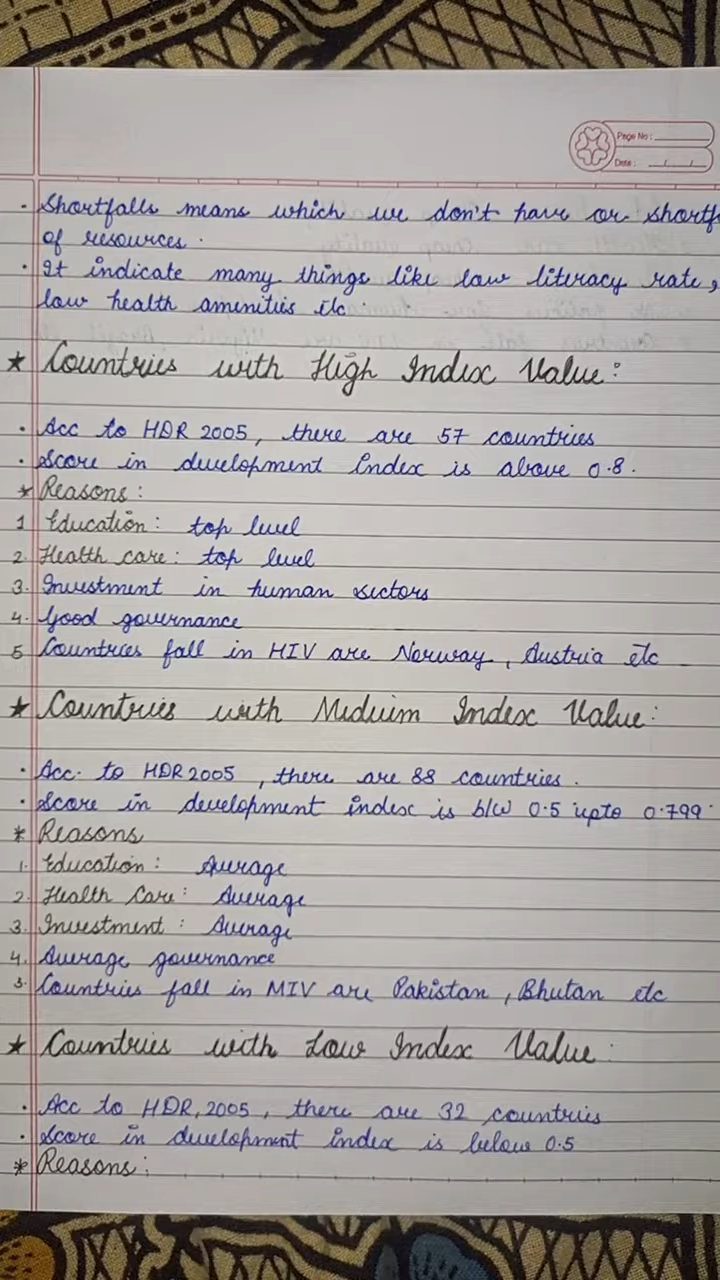 Page No:
Date: / /
· Shortfalls means which we don't have or shortf
of resources.
· It indicate many things like low literacy rate,
low health amenities etc.
* Countries with High Index Value:
· Acc to HDR 2005, there are 57 countries
· Score in development index is above 0.8.
* Reasons:
1 Education: top level
2. Health care: top level
3. Investment in human sectors
4. Good governance
5 Countries fall in HIV are Norway, Austria etc
* Countries with Meduim Index Value:
· Acc. to HDR 2005, there are 88 countries.
· Score in development index is b/w 0.5 upto 0.799.
* Reasons
1. Education: Average
2. Health Care: Average
3. Investment: Average
4. Average governance
5. Countries fall in MIV are Pakistan, Bhutan etc
* Countries with Low Index Value:
· Acc to HDR, 2005, there are 32 countries
· Score in development index is below 0.5
* Reasons: